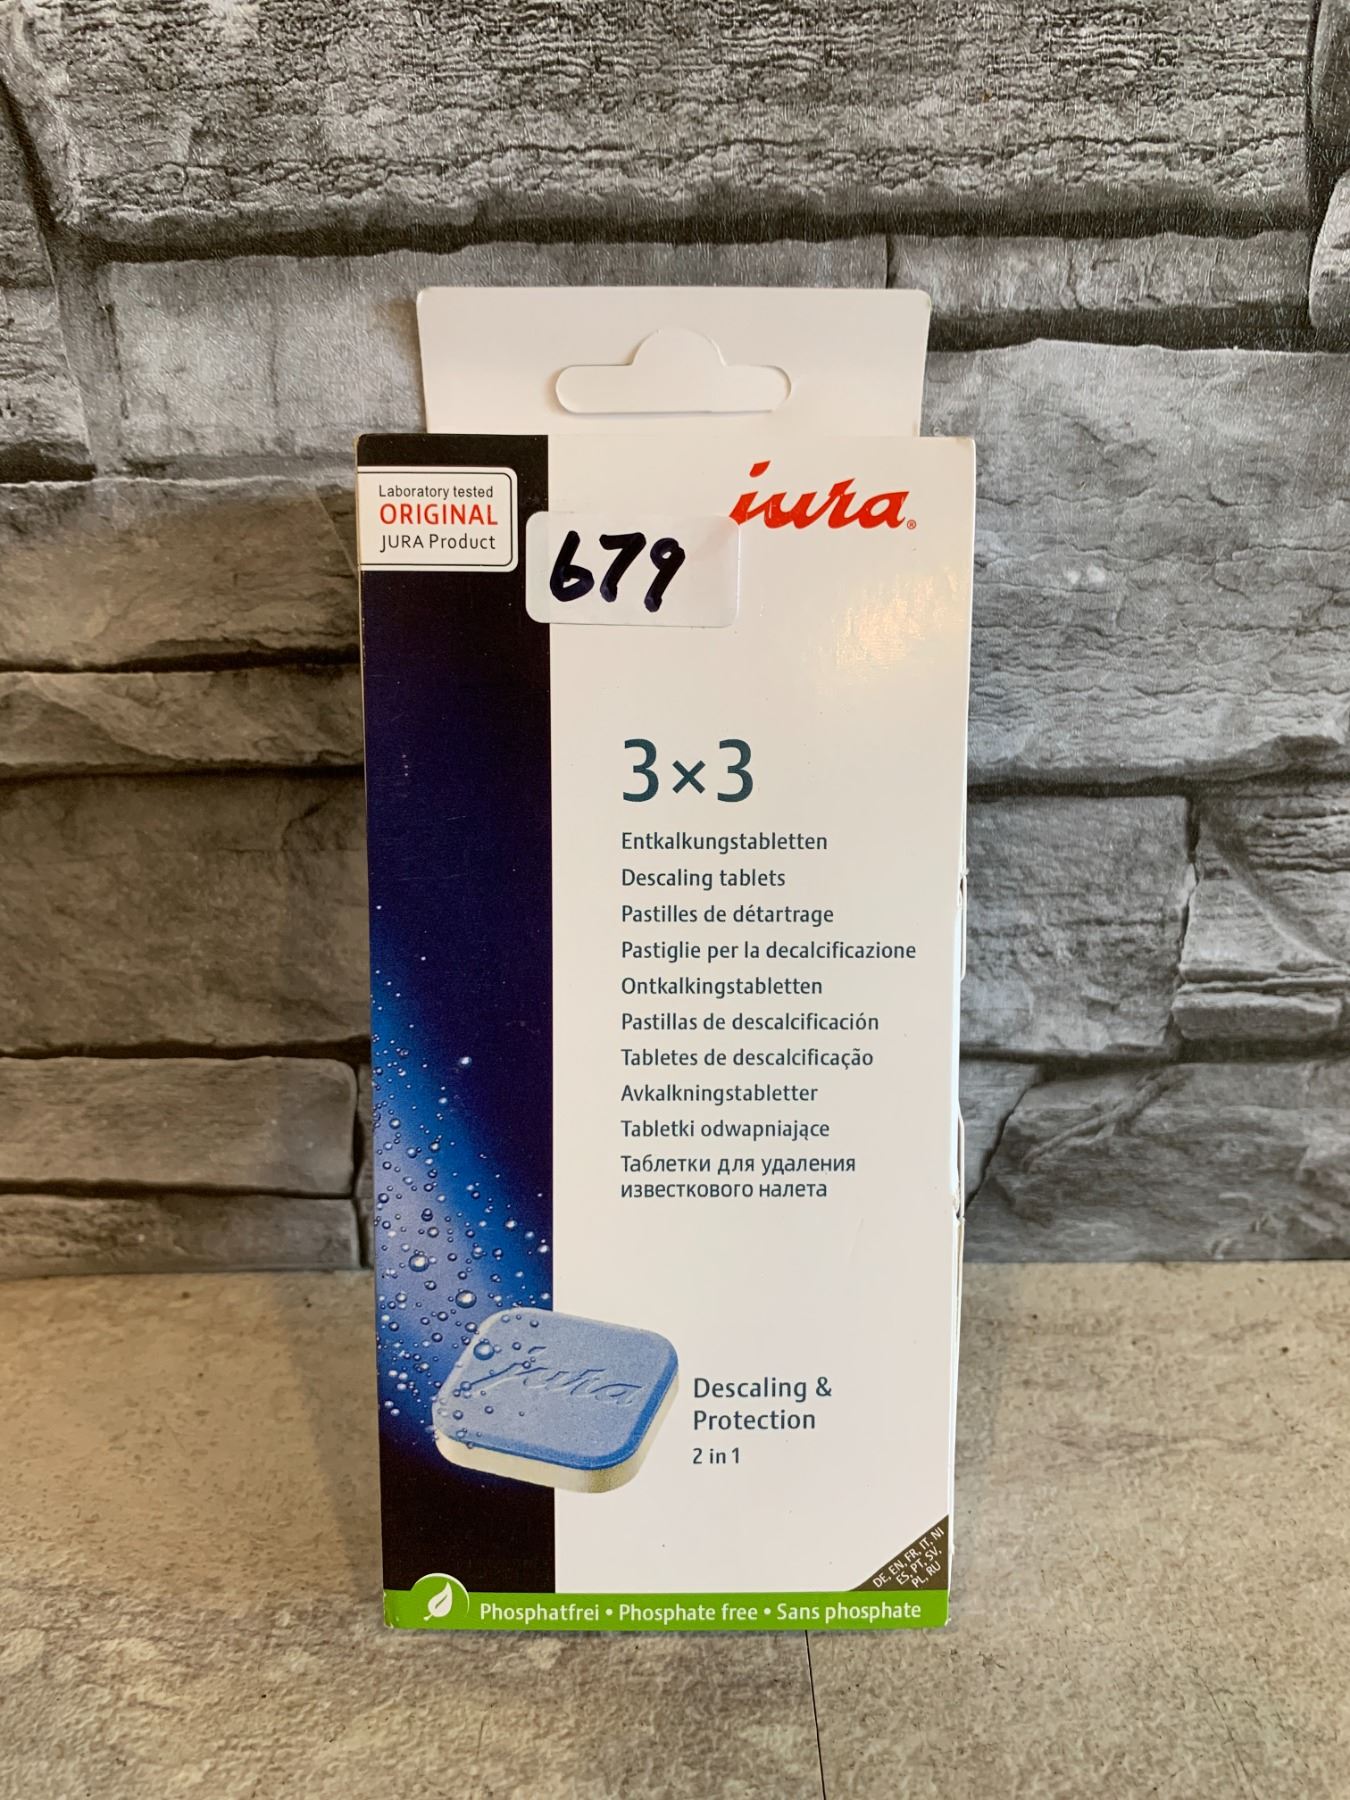 Laboratory tested
ORIGINAL
JURA Product
jura®
679
3×3
Entkalkungstabletten
Descaling tablets
Pastilles de détartrage
Pastiglie per la decalcificazione
Ontkalkingstabletten
Pastillas de descalcificación
Tabletes de descalcificação
Avkalkningstabletter
Tabletki odwapniające
Таблетки для удаления
известкового налета
jura
Descaling &
Protection
2 in 1
DE, EN, FR, IT, Nl
ES, PT, SV,
PL, RU
Phosphatfrei • Phosphate free • Sans phosphate